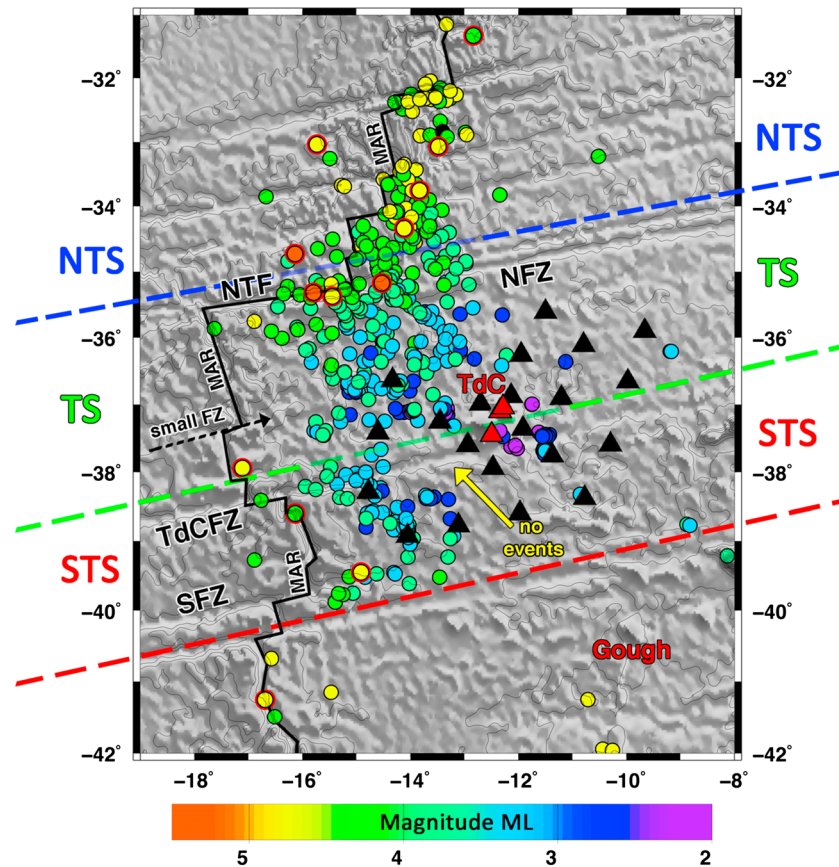 −32° −32°
MAR
NTS
−34° −34°
NTS
NTF NFZ
TS
−36° −36°
MAR
TdC
TS
small FZ
STS
−38° −38°
TdCFZ
no
events
STS
MAR
SFZ
−40° −40°
Gough
−42° −42°
−18° −16° −14° −12° −10° −8°
Magnitude ML
5 4 3 2